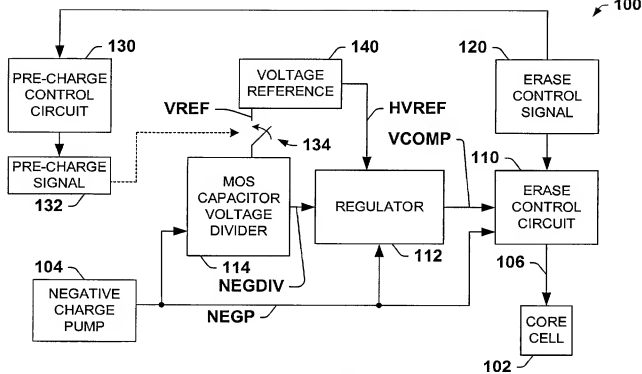 100
130
140
120
PRE-CHARGE
CONTROL
CIRCUIT
VOLTAGE
REFERENCE
ERASE
CONTROL
SIGNAL
VREF
HVREF
VCOMP
134
110
PRE-CHARGE
SIGNAL
132
MOS
CAPACITOR
VOLTAGE
DIVIDER
REGULATOR
ERASE
CONTROL
CIRCUIT
104
114
112
106
NEGDIV
NEGATIVE
CHARGE
PUMP
NEGP
CORE
CELL
102